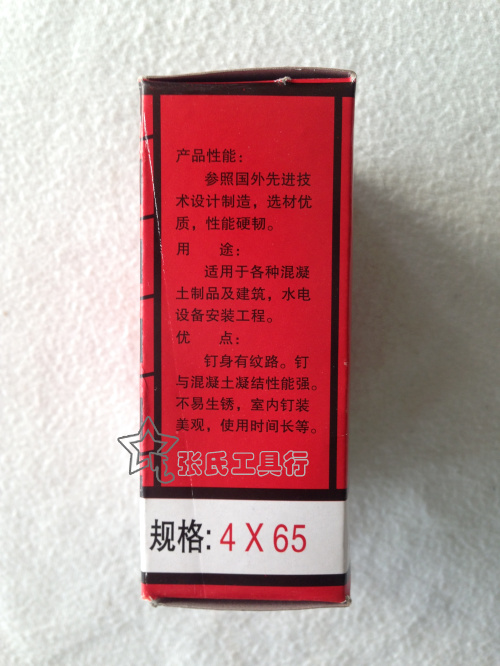 产品性能:
参照国外先进技
术设计制造，选材优
质，性能硬韧。
用 途:
适用于各种混凝
土制品及建筑，水电
设备安装工程。
优 点:
钉身有纹路。钉
与混凝土凝结性能强。
不易生锈，室内钉装
美观，使用时间长等。
张氏工具行
规格: 4 X 65